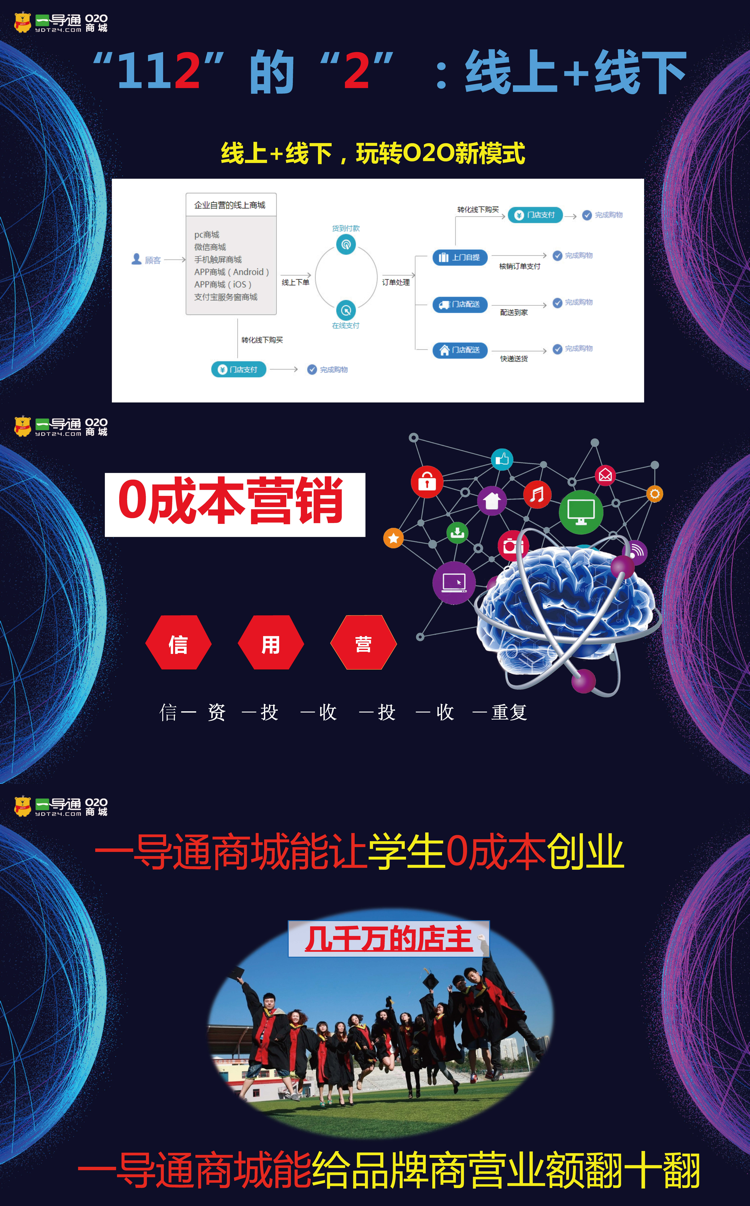 一导通 O2O
YDT24.COM 商城
“112”的“2”：线上+线下
线上+线下，玩转O2O新模式
企业自营的线上商城
pc商城
微信商城
手机触屏商城
APP商城（Android）
APP商城（iOS）
支付宝服务窗商城
顾客
线上下单
货到付款
在线支付
订单处理
转化线下购买
门店支付
完成购物
上门自提
核销订单支付
完成购物
门店配送
配送到家
完成购物
门店配送
快递送货
完成购物
转化线下购买
门店支付
完成购物
一导通 O2O
YDT24.COM 商城
0成本营销
信 用 营
信一 资 一投 一收 一投 一收 一重复
一导通 O2O
YDT24.COM 商城
一导通商城能让学生0成本创业
几千万的店主
一导通商城能给品牌商营业额翻十翻